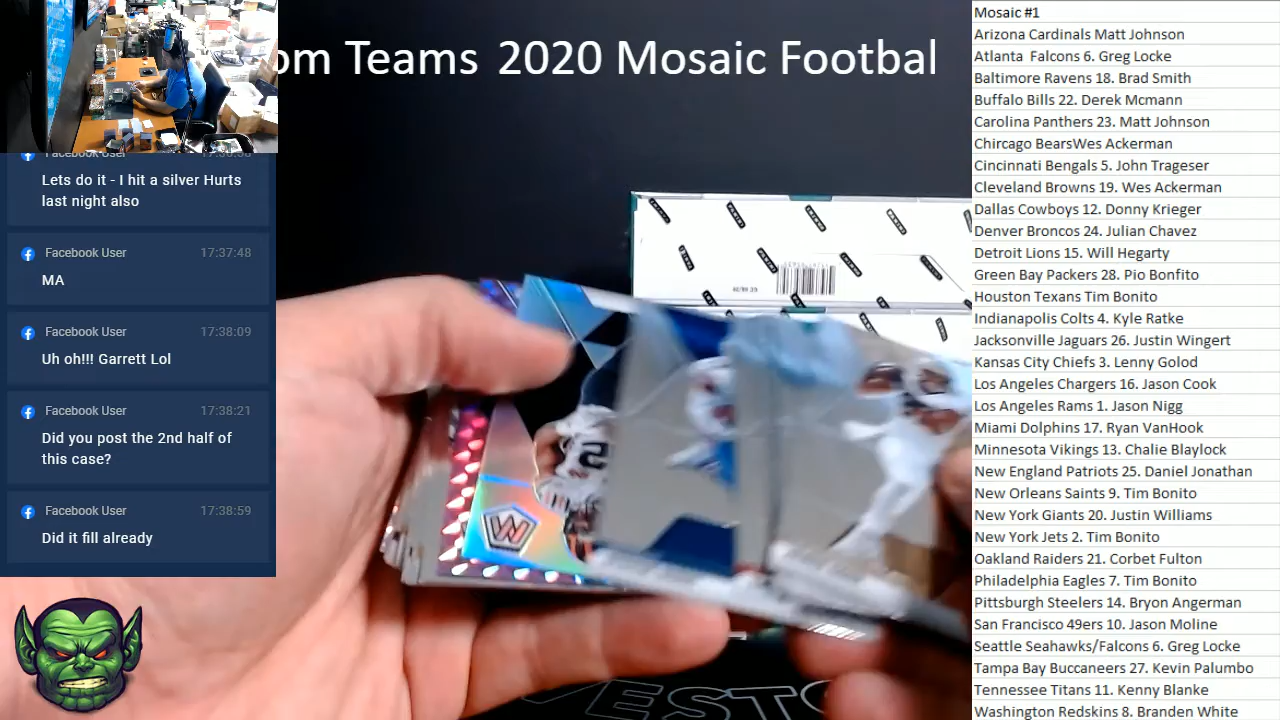 om Teams 2020 Mosaic Footbal
Facebook User 17:36:58
Lets do it - I hit a silver Hurts
last night also
Facebook User 17:37:48
MA
Facebook User 17:38:09
Uh oh!!! Garrett Lol
Facebook User 17:38:21
Did you post the 2nd half of
this case?
Facebook User 17:38:59
Did it fill already
Mosaic #1
Arizona Cardinals Matt Johnson
Atlanta Falcons 6. Greg Locke
Baltimore Ravens 18. Brad Smith
Buffalo Bills 22. Derek Mcmann
Carolina Panthers 23. Matt Johnson
Chircago BearsWes Ackerman
Cincinnati Bengals 5. John Trageser
Cleveland Browns 19. Wes Ackerman
Dallas Cowboys 12. Donny Krieger
Denver Broncos 24. Julian Chavez
Detroit Lions 15. Will Hegarty
Green Bay Packers 28. Pio Bonfito
Houston Texans Tim Bonito
Indianapolis Colts 4. Kyle Ratke
Jacksonville Jaguars 26. Justin Wingert
Kansas City Chiefs 3. Lenny Golod
Los Angeles Chargers 16. Jason Cook
Los Angeles Rams 1. Jason Nigg
Miami Dolphins 17. Ryan VanHook
Minnesota Vikings 13. Chalie Blaylock
New England Patriots 25. Daniel Jonathan
New Orleans Saints 9. Tim Bonito
New York Giants 20. Justin Williams
New York Jets 2. Tim Bonito
Oakland Raiders 21. Corbet Fulton
Philadelphia Eagles 7. Tim Bonito
Pittsburgh Steelers 14. Bryon Angerman
San Francisco 49ers 10. Jason Moline
Seattle Seahawks/Falcons 6. Greg Locke
Tampa Bay Buccaneers 27. Kevin Palumbo
Tennessee Titans 11. Kenny Blanke
Washington Redskins 8. Branden White